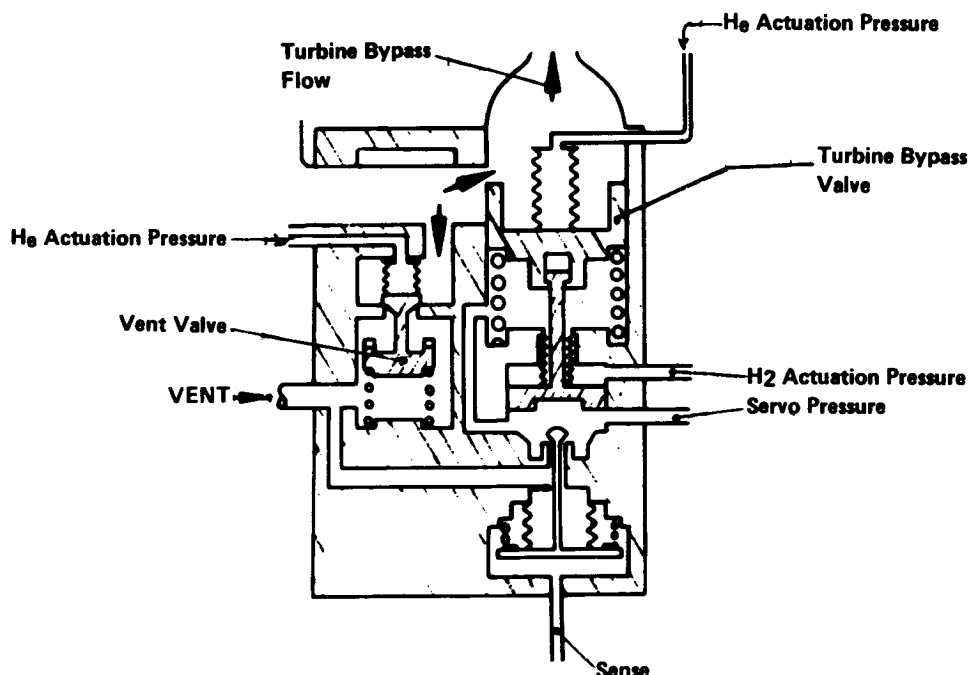 He Actuation Pressure
Turbine Bypass
Flow
Turbine Bypass
Valve
He Actuation Pressure
Vent Valve
VENT
H2 Actuation Pressure
Servo Pressure
Sense